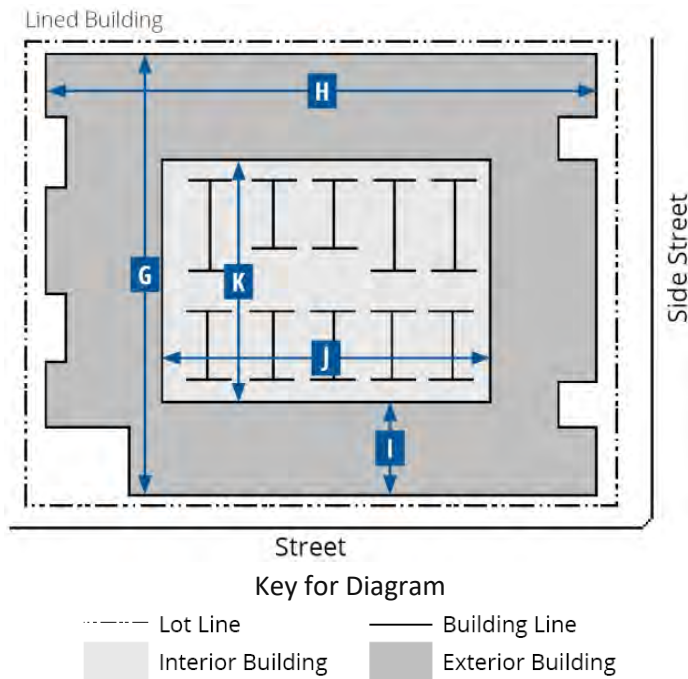 Lined Building
H
G
K
J
I
Side Street
Street
Key for Diagram
Lot Line
Building Line
Interior Building
Exterior Building